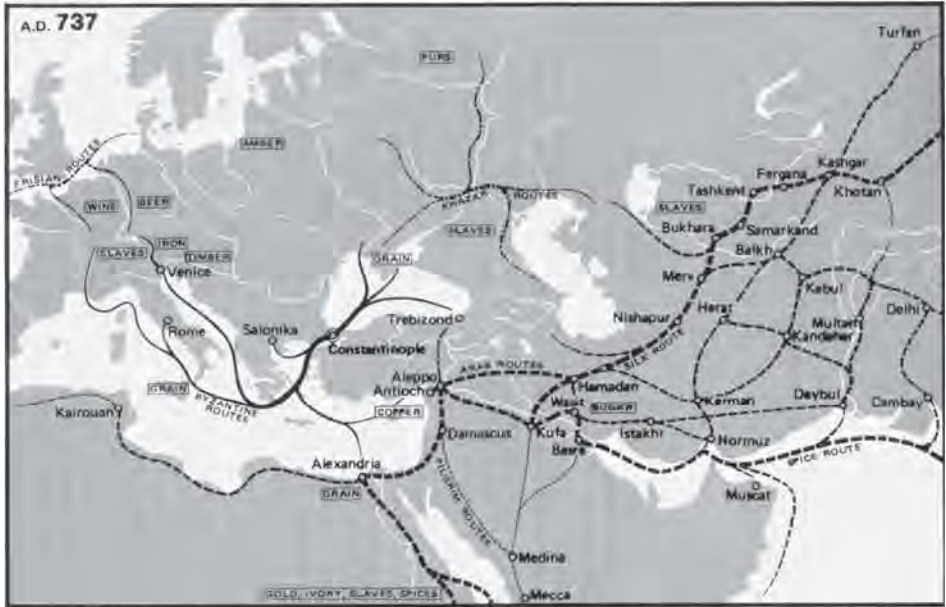 A.D. 737
Turfan
FURS
AMBER
FRISIAN ROUTES
WINE
BEER
SLAVES
IRON
TIMBER
Venice
KHAZAR ROUTES
SLAVES
GRAIN
SLAVES
Kashgar
Fergana
Tashkent
Khotan
Bukhara
Samarkand
Balkh
Merv
Kabul
Rome
Salonika
Constantinople
Trebizond
Nishapur
Herat
Multan
Delhi
Kandahar
SILK ROUTE
GRAIN
BYZANTINE ROUTES
Kairouan
Aleppo
Antioch
ARAB ROUTES
Hamadan
COPPER
Wasit
SUGAR
Kerman
Daybul
Cambay
Damascus
Kufa
Basra
Istakhr
Normuz
Alexandria
GRAIN
PILGRIM ROUTES
SPICE ROUTE
Muscat
Medina
GOLD, IVORY, SLAVES, SPICES
Mecca